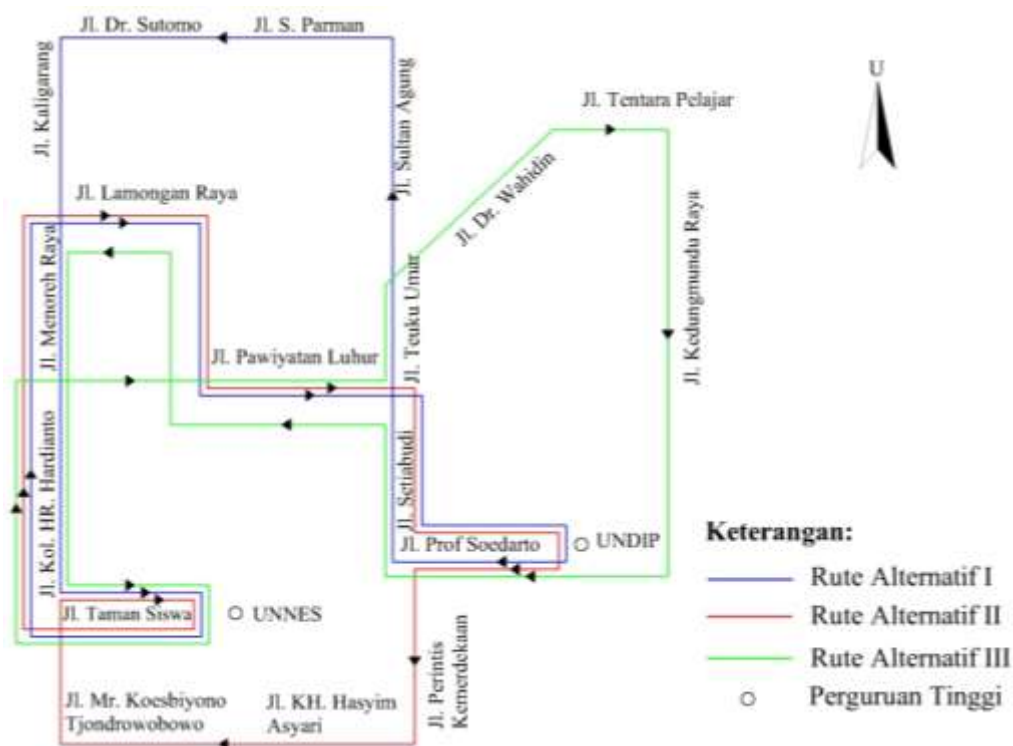 Jl. Dr. Sutomo
Jl. S. Parman
U
Jl. Tentara Pelajar
Jl. Kaligarang
Jl. Sultan Agung
Jl. Lamongan Raya
Jl. Dr. Wahidin
Jl. Menoreh Raya
Jl. Teuku Umar
Jl. Kedungmundu Raya
Jl. Pawiyatan Luhur
Jl. Kol. HR. Hardianto
Jl. Setiabudi
Jl. Prof Soedarto
UNDIP
Keterangan:
Rute Alternatif I
Jl. Taman Siswa
UNNES
Rute Alternatif II
Rute Alternatif III
Jl. Perintis
Kemerdekaan
Jl. Mr. Koesbiyono
Tjondrowobowo
Jl. KH. Hasyim
Asyari
Perguruan Tinggi